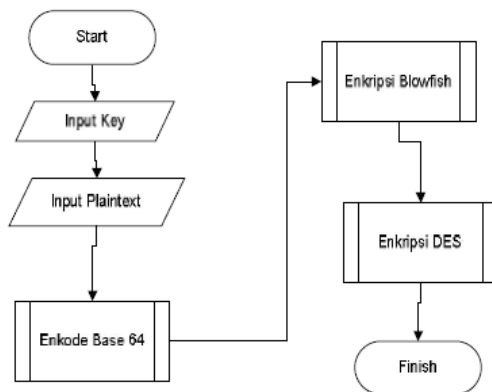 Start
Input Key
Input Plaintext
Enkode Base 64
Enkripsi Blowfish
Enkripsi DES
Finish